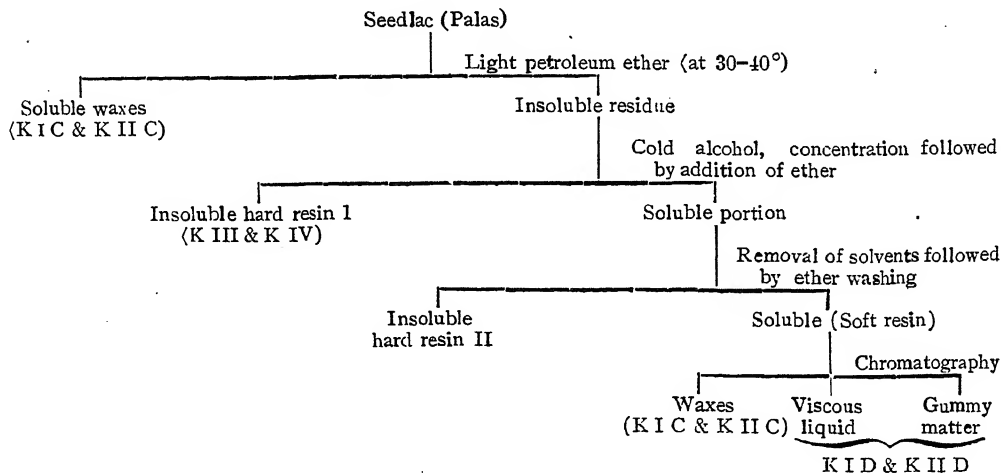 Seedlac (Palas)
Light petroleum ether (at 30-40°)
Soluble waxes
(K I C & K II C)
Insoluble residue
Cold alcohol, concentration followed
by addition of ether
Insoluble hard resin I
(K III & K IV)
Soluble portion
Removal of solvents followed
by ether washing
Insoluble
hard resin II
Soluble (Soft resin)
Chromatography
Waxes
(K I C & K II C)
Viscous
liquid
Gummy
matter
K I D & K II D